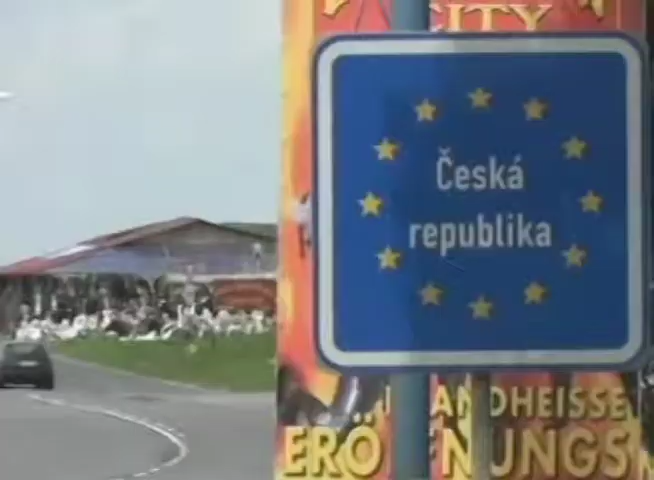 CITY
Česká
republika
ANDHEISSE
ERÖ NUNGS